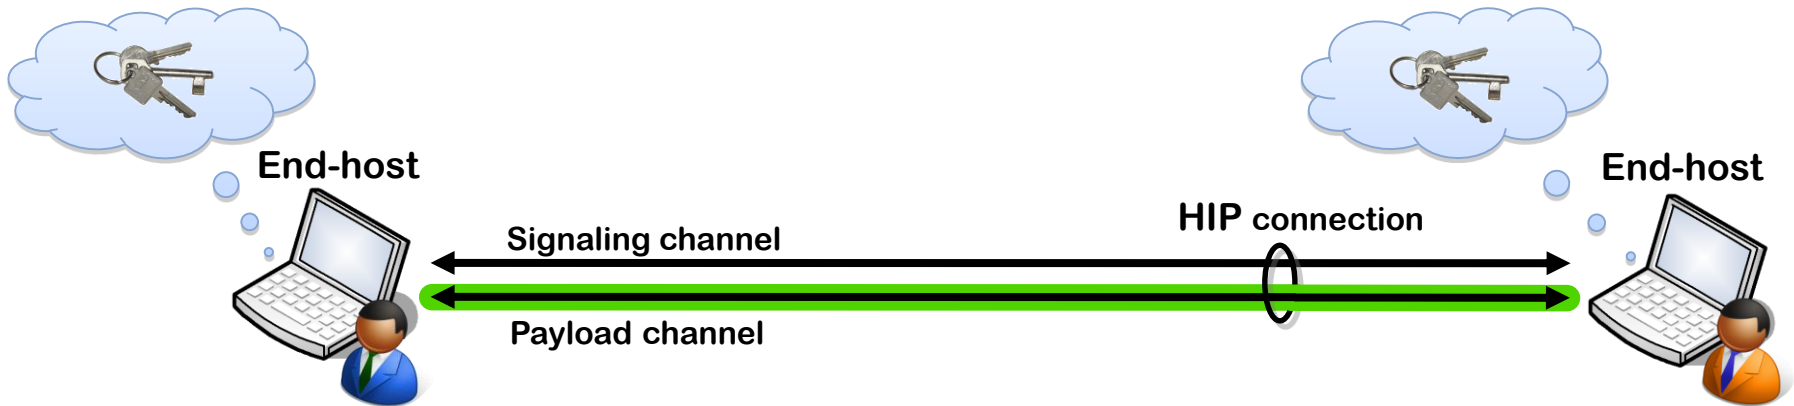 End-host
End-host
HIP connection
Signaling channel
Payload channel